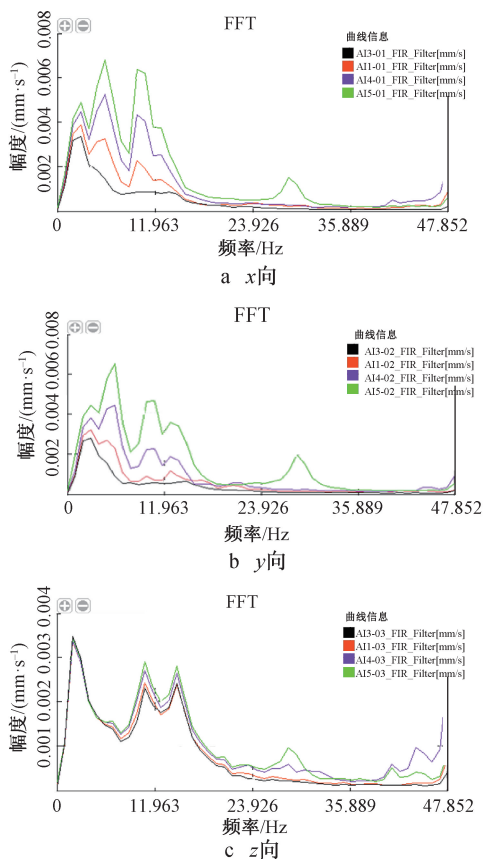 FFT
曲线信息
AI3-01_FIR_Filter[mm/s]
AI1-01_FIR_Filter[mm/s]
AI4-01_FIR_Filter[mm/s]
AI5-01_FIR_Filter[mm/s]
幅度/(mm·s⁻¹)
0.008
0.006
0.004
0.002
0 11.963 23.926 35.889 47.852
频率/Hz
a x向
FFT
曲线信息
AI3-02_FIR_Filter[mm/s]
AI1-02_FIR_Filter[mm/s]
AI4-02_FIR_Filter[mm/s]
AI5-02_FIR_Filter[mm/s]
幅度/(mm·s⁻¹)
0.008
0.006
0.004
0.002
0 11.963 23.926 35.889 47.852
频率/Hz
b y向
FFT
曲线信息
AI3-03_FIR_Filter[mm/s]
AI1-03_FIR_Filter[mm/s]
AI4-03_FIR_Filter[mm/s]
AI5-03_FIR_Filter[mm/s]
幅度/(mm·s⁻¹)
0.004
0.003
0.002
0.001
0 11.963 23.926 35.889 47.852
频率/Hz
c z向